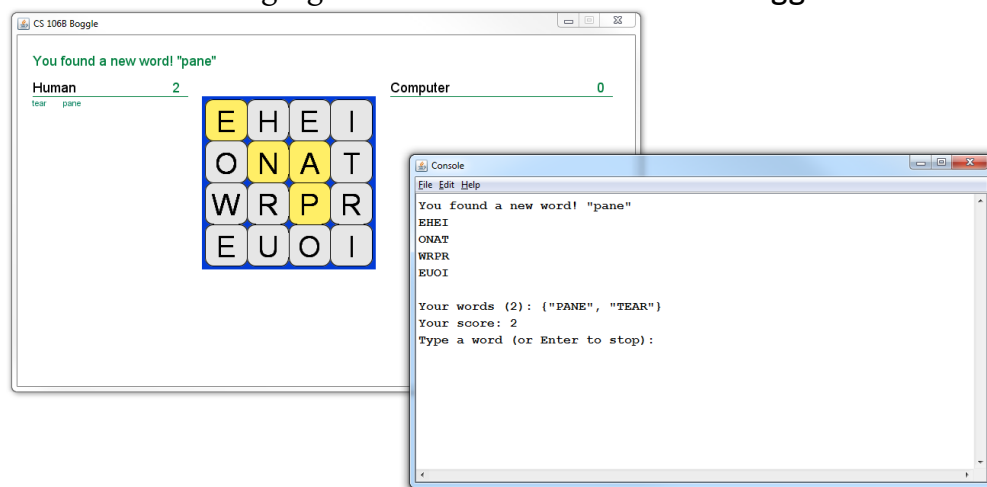 CS 106B Boggle
You found a new word! "pane"
Human 2
tear pane
Computer 0
E H E I
O N A T
W R P R
E U O I
Console
File Edit Help
You found a new word! "pane"
EHEI
ONAT
WRPR
EUOI
Your words (2): {"PANE", "TEAR"}
Your score: 2
Type a word (or Enter to stop):